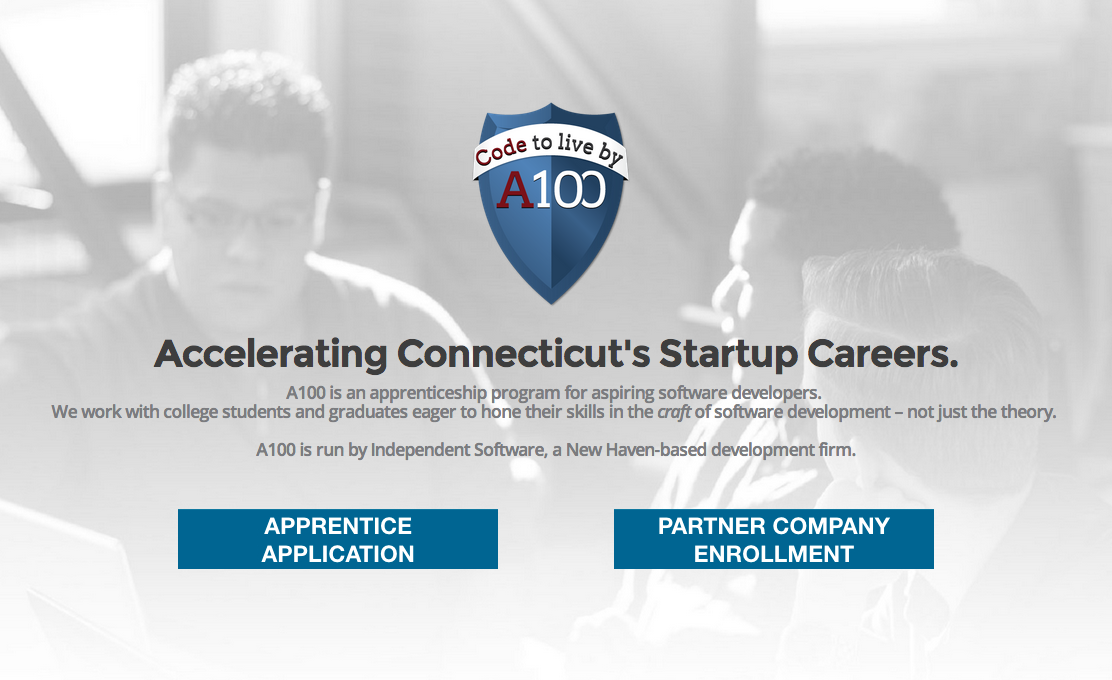 Code to live by
A100
Accelerating Connecticut's Startup Careers.
A100 is an apprenticeship program for aspiring software developers.
We work with college students and graduates eager to hone their skills in the craft of software development – not just the theory.
A100 is run by Independent Software, a New Haven-based development firm.
APPRENTICE
APPLICATION
PARTNER COMPANY
ENROLLMENT